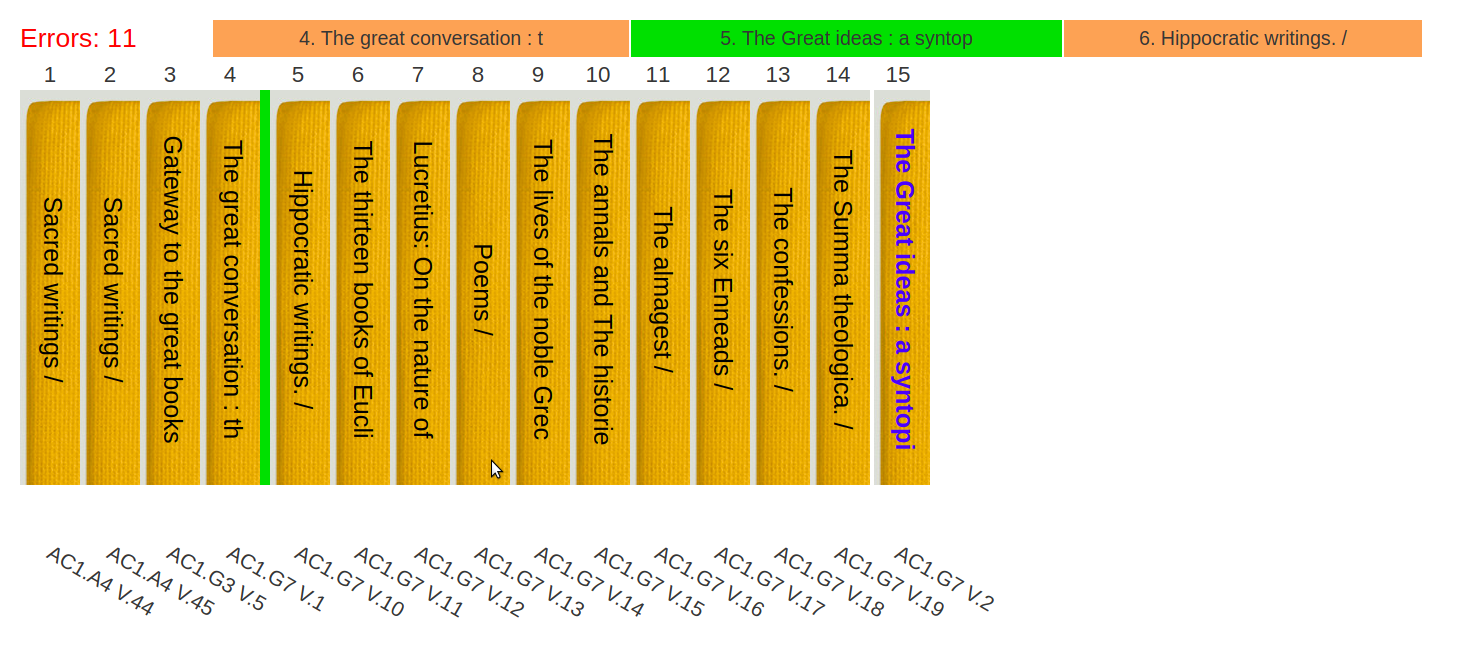 Errors: 11
4. The great conversation : t
5. The Great ideas : a syntop
6. Hippocratic writings. /
1 2 3 4 5 6 7 8 9 10 11 12 13 14 15
Sacred writings /
Sacred writings /
Gateway to the great books
The great conversation : th
Hippocratic writings. /
The thirteen books of Eucli
Lucretius: On the nature of
Poems /
The lives of the noble Grec
The annals and The historie
The almagest /
The six Enneads /
The confessions. /
The Summa theologica. /
The Great ideas : a syntopi
AC1.A4 V.44
AC1.A4 V.45
AC1.G3 V.5
AC1.G7 V.1
AC1.G7 V.10
AC1.G7 V.11
AC1.G7 V.12
AC1.G7 V.13
AC1.G7 V.14
AC1.G7 V.15
AC1.G7 V.16
AC1.G7 V.17
AC1.G7 V.18
AC1.G7 V.19
AC1.G7 V.2